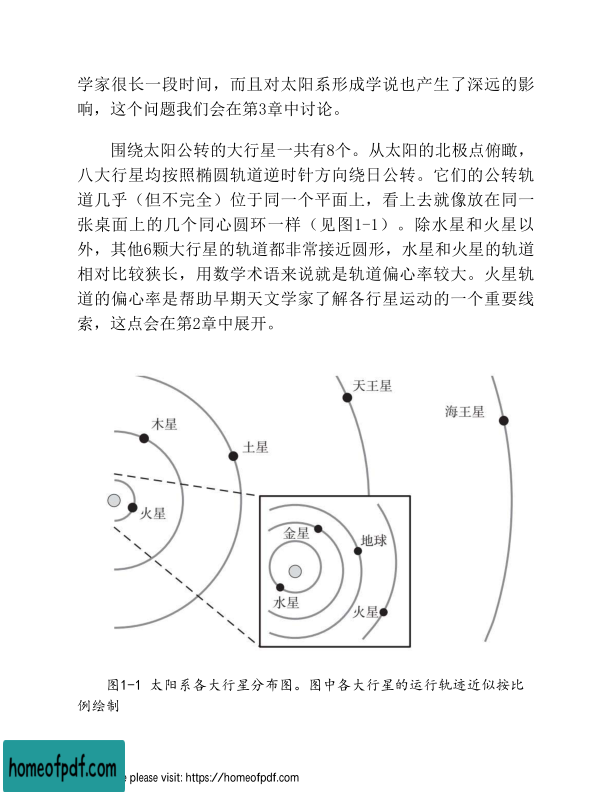 学家很长一段时间，而且对太阳系形成学说也产生了深远的影
响，这个问题我们会在第3章中讨论。
围绕太阳公转的大行星一共有8个。从太阳的北极点俯瞰，
八大行星均按照椭圆轨道逆时针方向绕日公转。它们的公转轨
道几乎（但不完全）位于同一个平面上，看上去就像放在同一
张桌面上的几个同心圆环一样（见图1-1）。除水星和火星以
外，其他6颗大行星的轨道都非常接近圆形，水星和火星的轨道
相对比较狭长，用数学术语来说就是轨道偏心率较大。火星轨
道的偏心率是帮助早期天文学家了解各行星运动的一个重要线
索，这点会在第2章中展开。
天王星
海王星
木星
土星
火星
金星
地球
水星
火星
图1-1 太阳系各大行星分布图。图中各大行星的运行轨迹近似按比
例绘制
homeofpdf.com
e please visit: https://homeofpdf.com